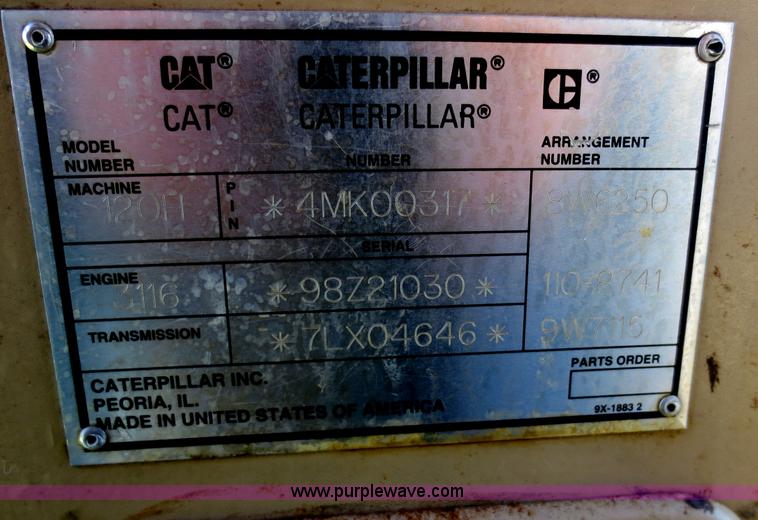 CAT® CATERPILLAR® ®
CAT® CATERPILLAR®
MODEL NUMBER NUMBER ARRANGEMENT NUMBER
MACHINE 120H PIN *4MK00317* 8W6250
SERIAL
ENGINE 3116 *98Z21030* 110-8741
TRANSMISSION *7LX04646* 9W7115
PARTS ORDER
CATERPILLAR INC.
PEORIA, IL.
MADE IN UNITED STATES OF AMERICA
9X-1883 2
www.purplewave.com